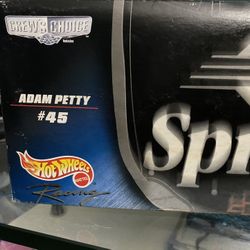 CREW'S CHOICE
ADAM PETTY
#45
Hot Wheels
Racing
Spr